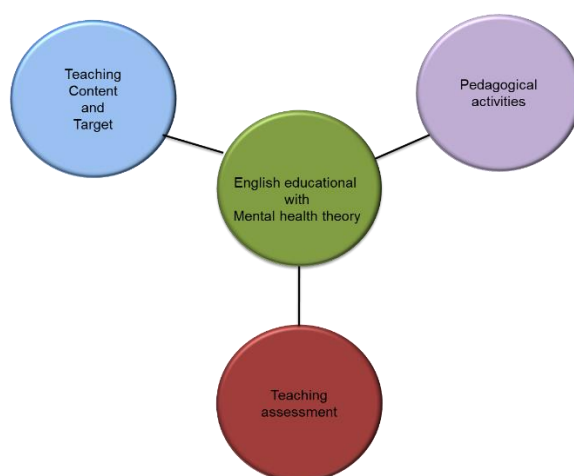 Teaching
Content
and
Target
Pedagogical
activities
English educational
with
Mental health theory
Teaching
assessment